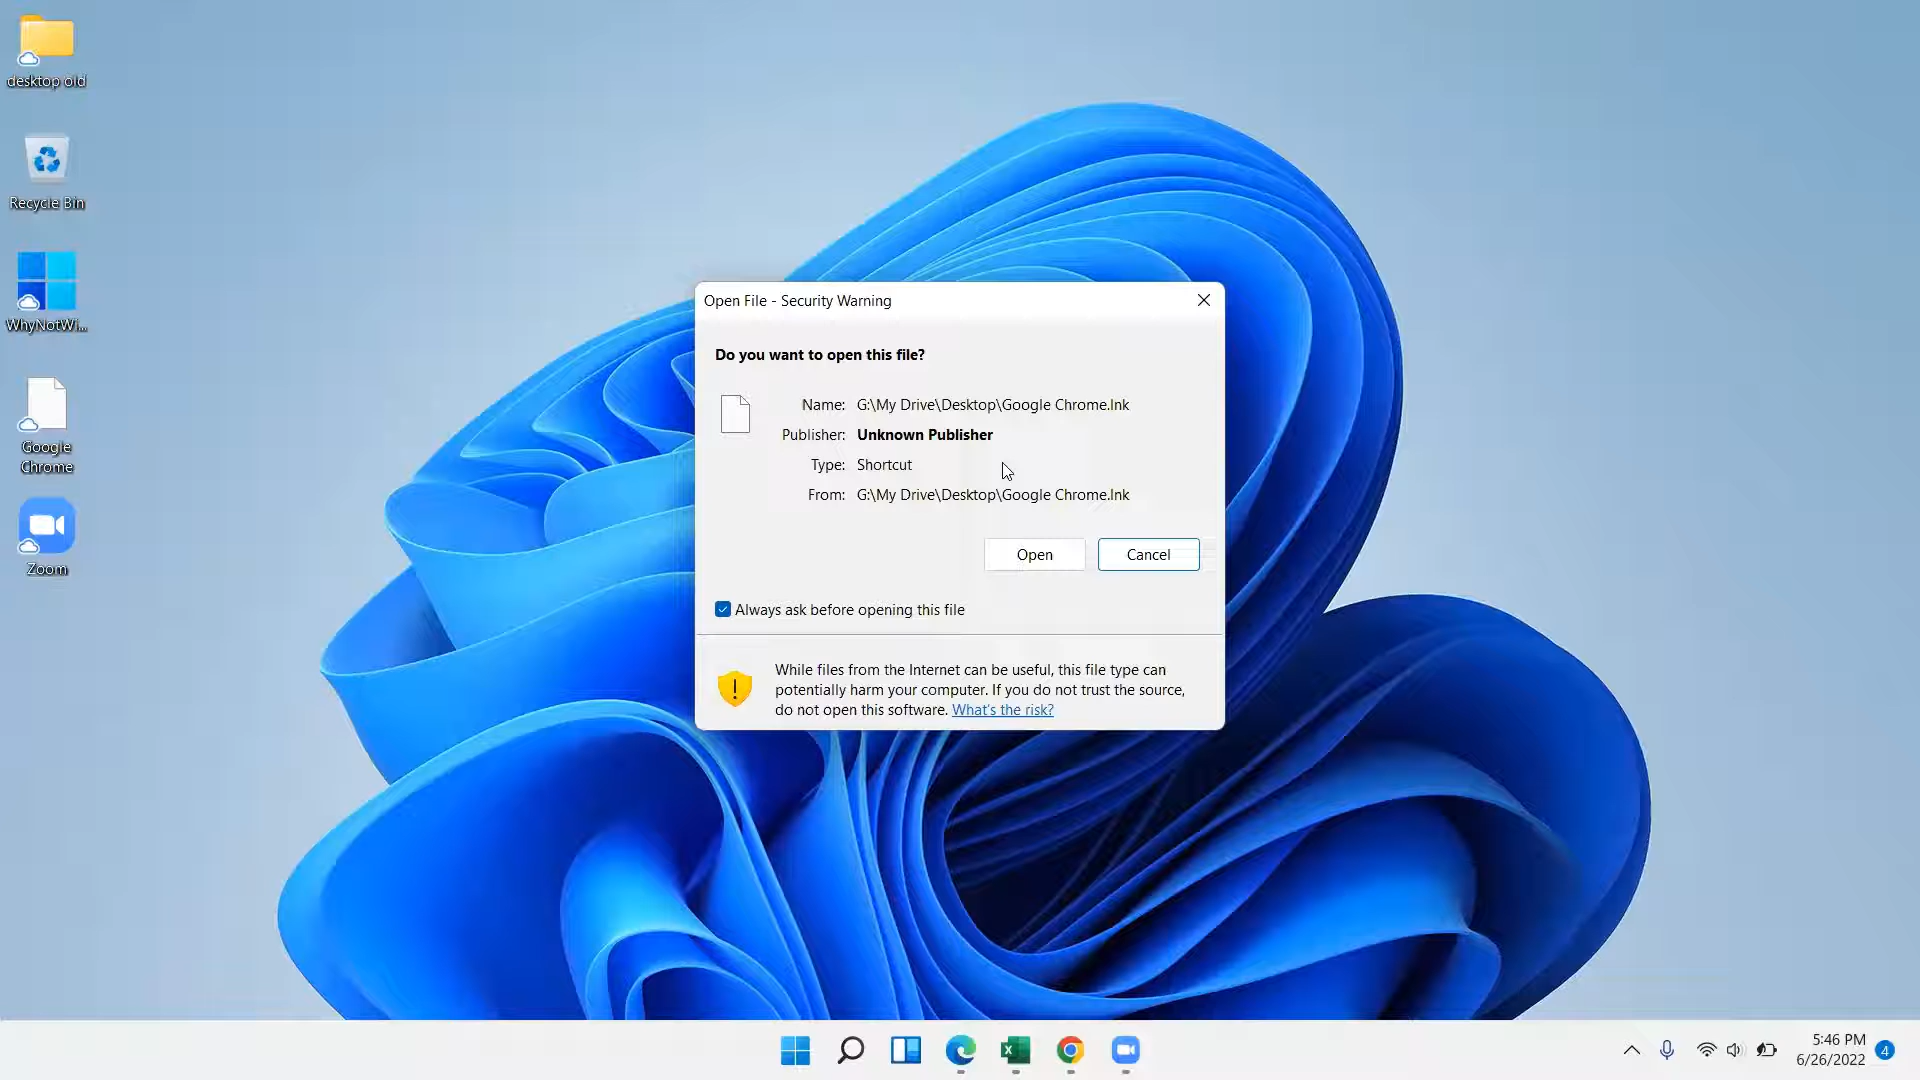 desktop old
Recycle Bin
WhyNotWi...
Google
Chrome
Zoom
Open File - Security Warning
Do you want to open this file?
Name: G:\My Drive\Desktop\Google Chrome.lnk
Publisher: Unknown Publisher
Type: Shortcut
From: G:\My Drive\Desktop\Google Chrome.lnk
Open Cancel
Always ask before opening this file
While files from the Internet can be useful, this file type can
potentially harm your computer. If you do not trust the source,
do not open this software. What's the risk?
5:46 PM
6/26/2022
4